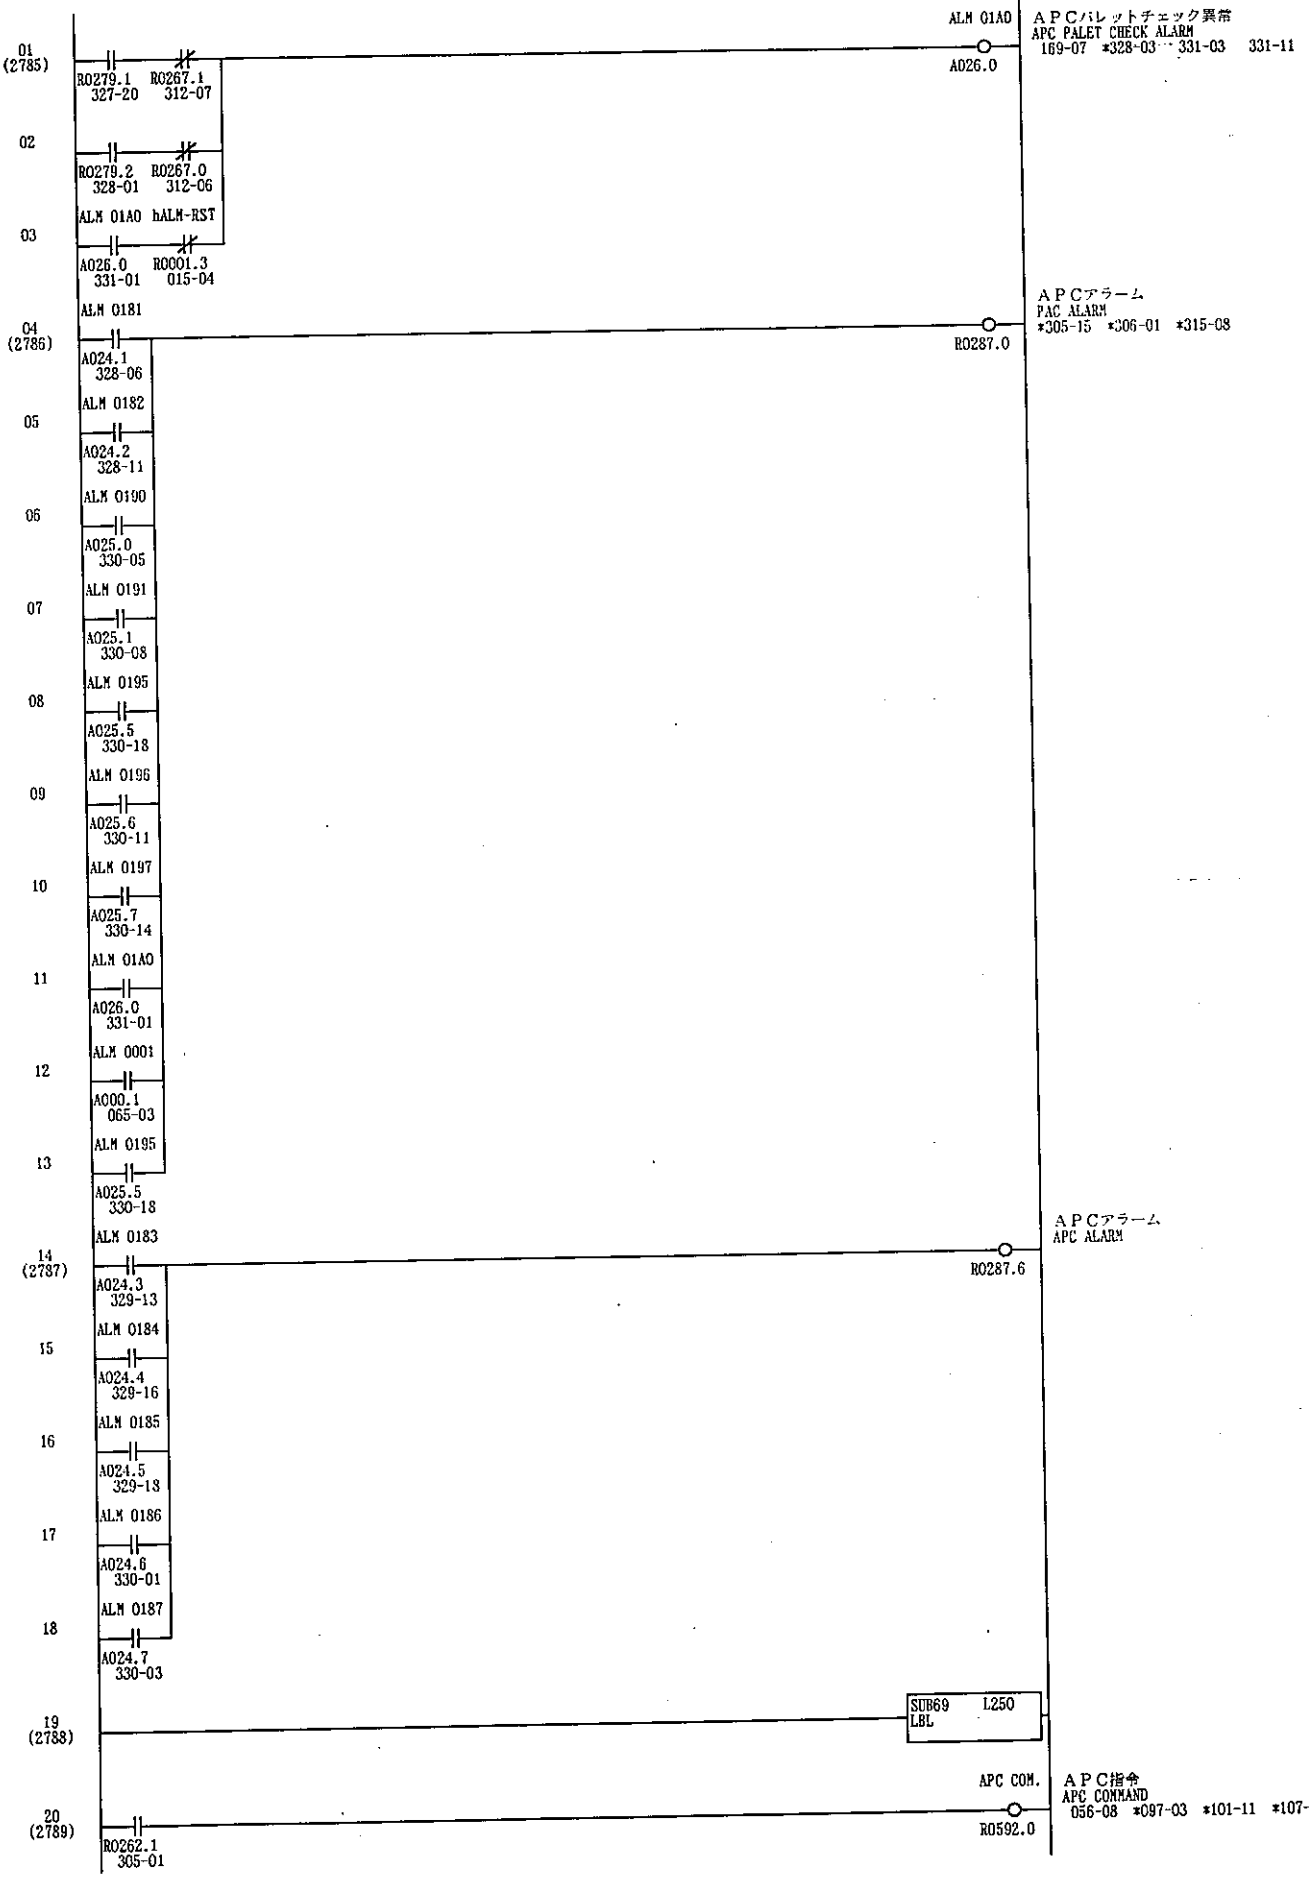 ALM 01A0
APCパレットチェック異常
APC PALET CHECK ALARM
169-07 *328-03 331-03 331-11
01
(2785)
R0279.1 R0267.1
327-20 312-07
A026.0
02
R0279.2 R0267.0
328-01 312-06
ALM 01A0 hALM-RST
03
A026.0 R0001.3
331-01 015-04
ALM 0181
APCアラーム
PAC ALARM
*305-15 *306-01 *315-08
04
(2786)
R0287.0
A024.1
328-06
ALM 0182
05
A024.2
328-11
ALM 0190
06
A025.0
330-05
ALM 0191
07
A025.1
330-08
ALM 0195
08
A025.5
330-18
ALM 0196
09
A025.6
330-11
ALM 0197
10
A025.7
330-14
ALM 01A0
11
A026.0
331-01
ALM 0001
12
A000.1
065-03
ALM 0195
13
A025.5
330-18
ALM 0183
APCアラーム
APC ALARM
14
(2787)
R0287.6
A024.3
329-13
ALM 0184
15
A024.4
329-16
ALM 0185
16
A024.5
329-18
ALM 0186
17
A024.6
330-01
ALM 0187
18
A024.7
330-03
SUB69 L250
LBL
19
(2788)
APC COM.
APC指令
APC COMMAND
056-08 *097-03 *101-11 *107-
20
(2789)
R0592.0
R0262.1
305-01